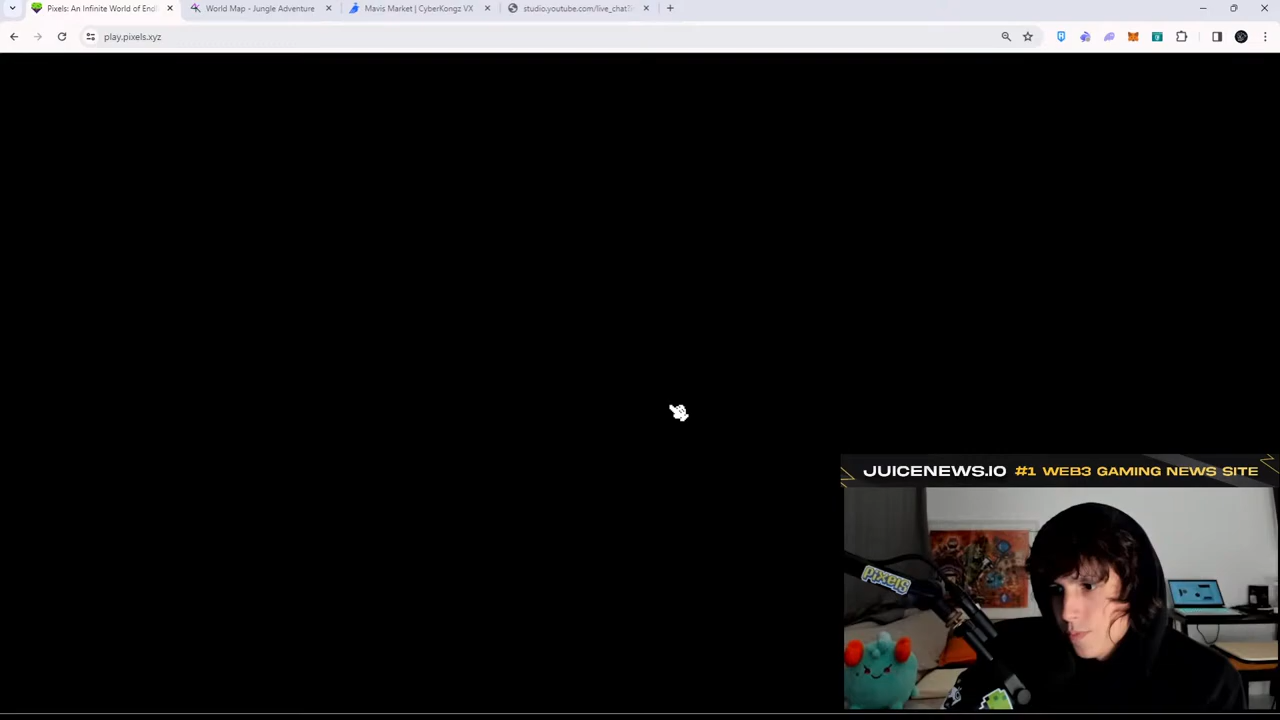 Pixels: An Infinite World of End
World Map - Jungle Adventure
Mavis Market | CyberKongz VX
studio.youtube.com/live_chat?
play.pixels.xyz
JUICENEWS.IO #1 WEB3 GAMING NEWS SITE
pixels